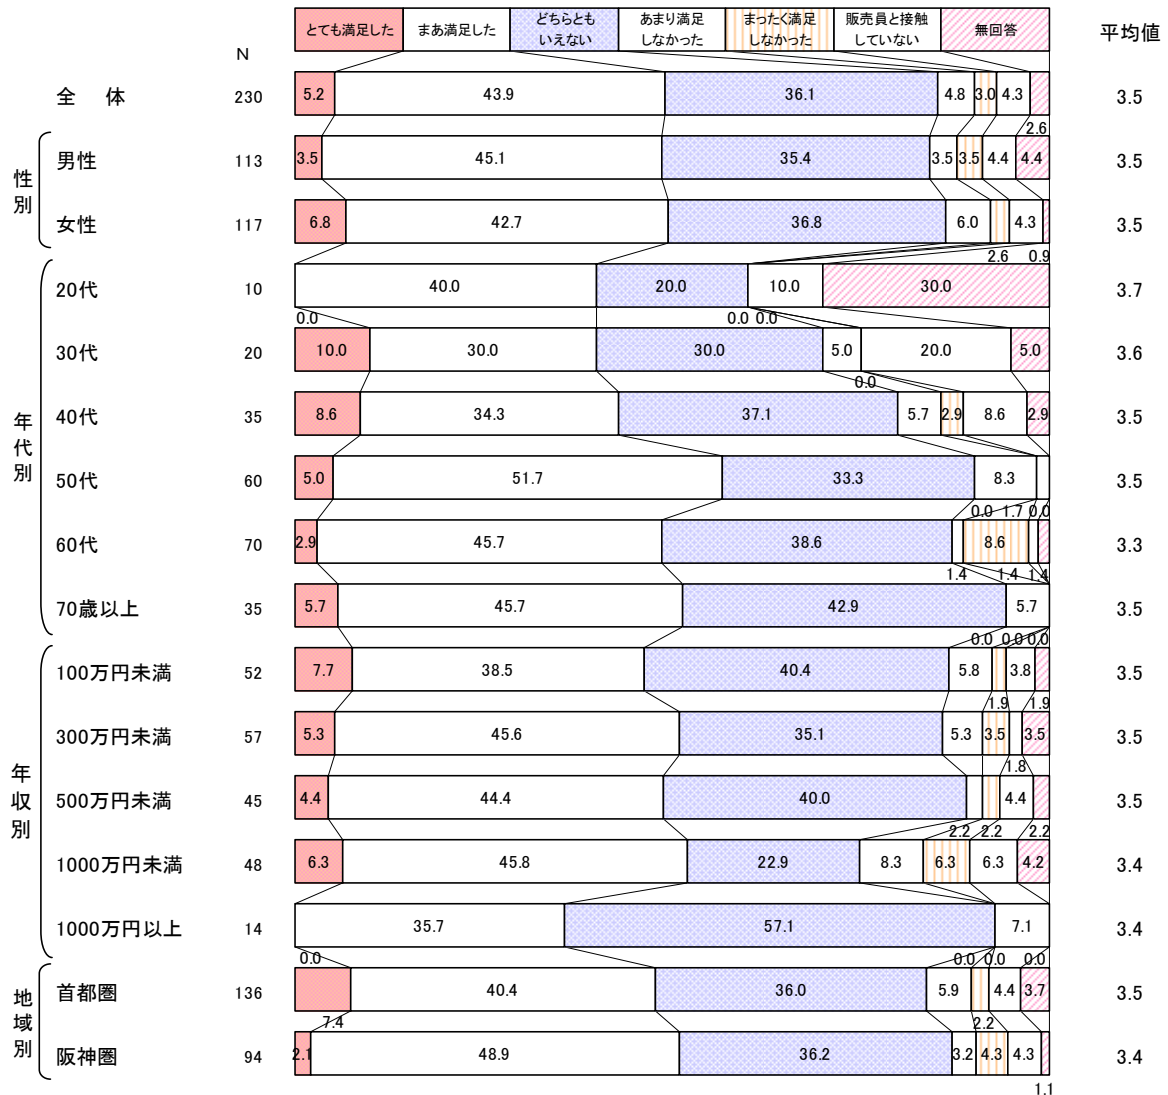 とても満足した まあ満足した どちらとも いえない あまり満足 しなかった まったく満足 しなかった 販売員と接触 していない 無回答 平均値
N
全 体 230 5.2 43.9 36.1 4.8 3.0 4.3 3.5
2.6
性別
男性 113 3.5 45.1 35.4 3.5 3.5 4.4 4.4 3.5
女性 117 6.8 42.7 36.8 6.0 4.3 3.5
2.6 0.9
年代別
20代 10 40.0 20.0 10.0 30.0 3.7
0.0 0.0 0.0
30代 20 10.0 30.0 30.0 5.0 20.0 5.0 3.6
0.0
40代 35 8.6 34.3 37.1 5.7 2.9 8.6 2.9 3.5
50代 60 5.0 51.7 33.3 8.3 3.5
0.0 1.7 0.0
60代 70 2.9 45.7 38.6 8.6 3.3
1.4 1.4 1.4
70歳以上 35 5.7 45.7 42.9 5.7 3.5
0.0 0.0 0.0
年収別
100万円未満 52 7.7 38.5 40.4 5.8 3.8 3.5
1.9 1.9
300万円未満 57 5.3 45.6 35.1 5.3 3.5 3.5 3.5
1.8
500万円未満 45 4.4 44.4 40.0 4.4 3.5
2.2 2.2 2.2
1000万円未満 48 6.3 45.8 22.9 8.3 6.3 6.3 4.2 3.4
1000万円以上 14 35.7 57.1 7.1 3.4
0.0 0.0 0.0 0.0
地域別
首都圏 136 40.4 36.0 5.9 4.4 3.7 3.5
7.4 2.2
阪神圏 94 2.1 48.9 36.2 3.2 4.3 4.3 3.4
1.1